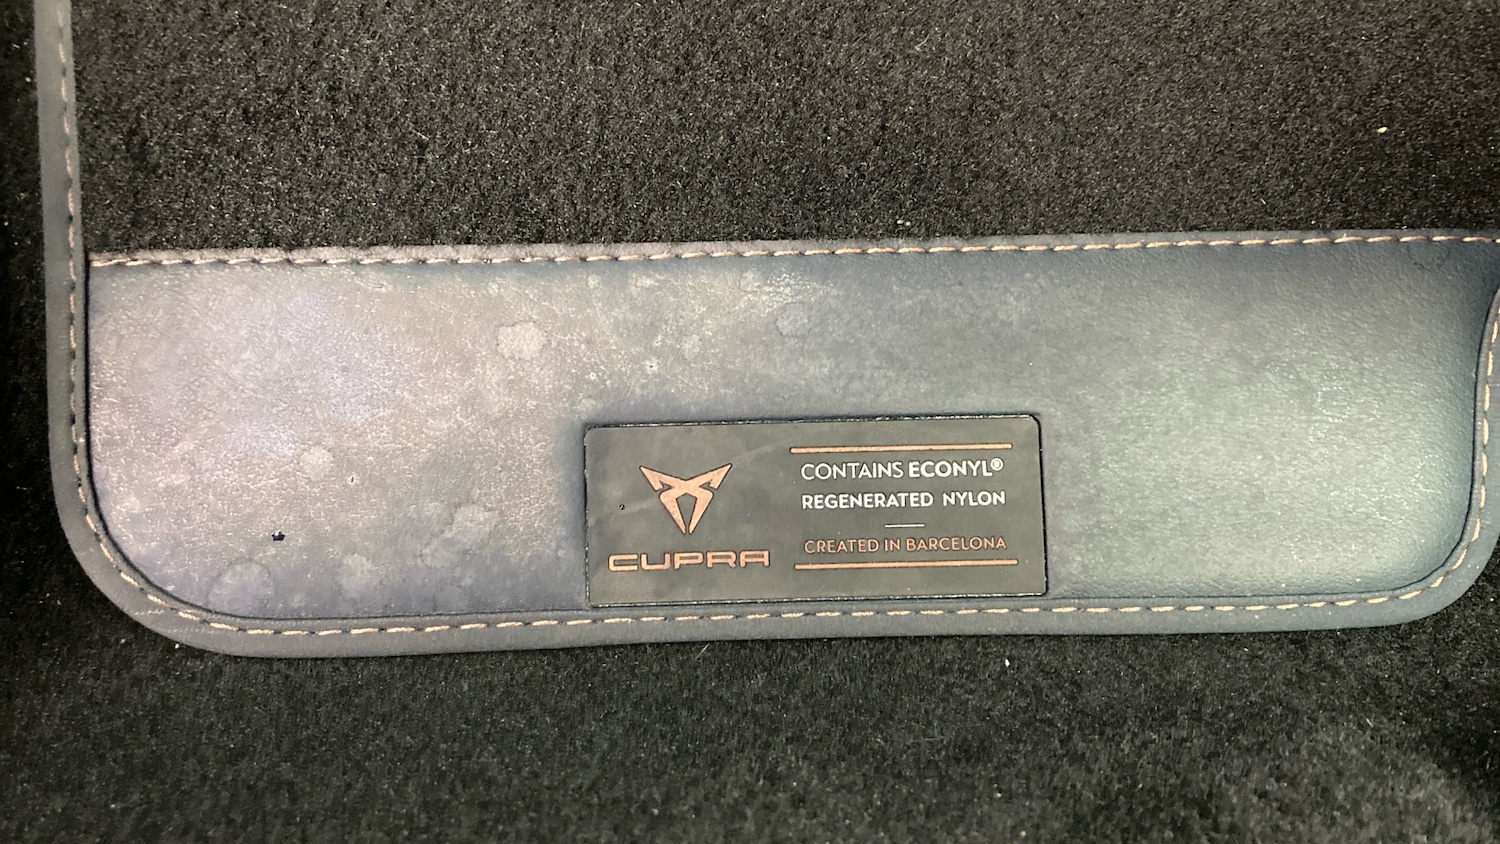 CUPRA
CONTAINS ECONYL®
REGENERATED NYLON
CREATED IN BARCELONA